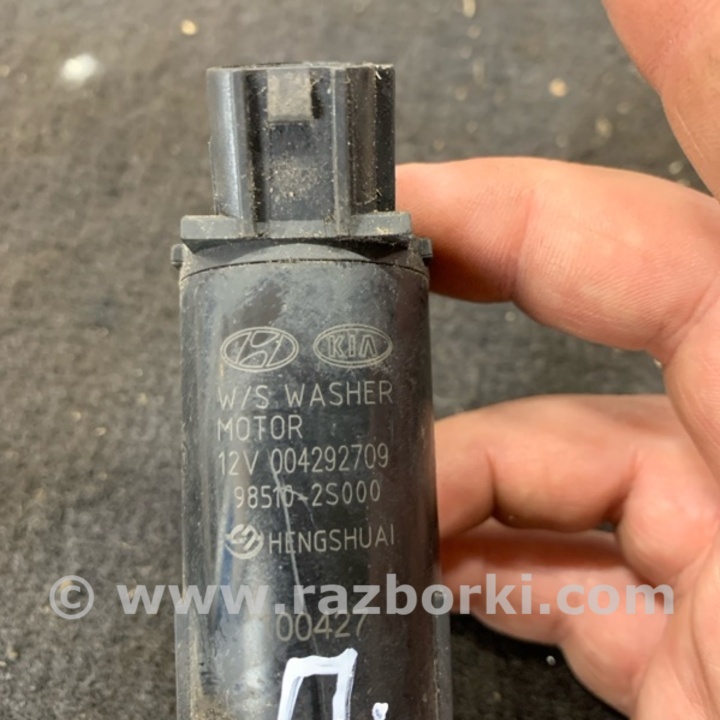 KIA
W/S WASHER
MOTOR
12V 004292709
98510-2S000
HENGSHUAI
© www.razborki.com
00427